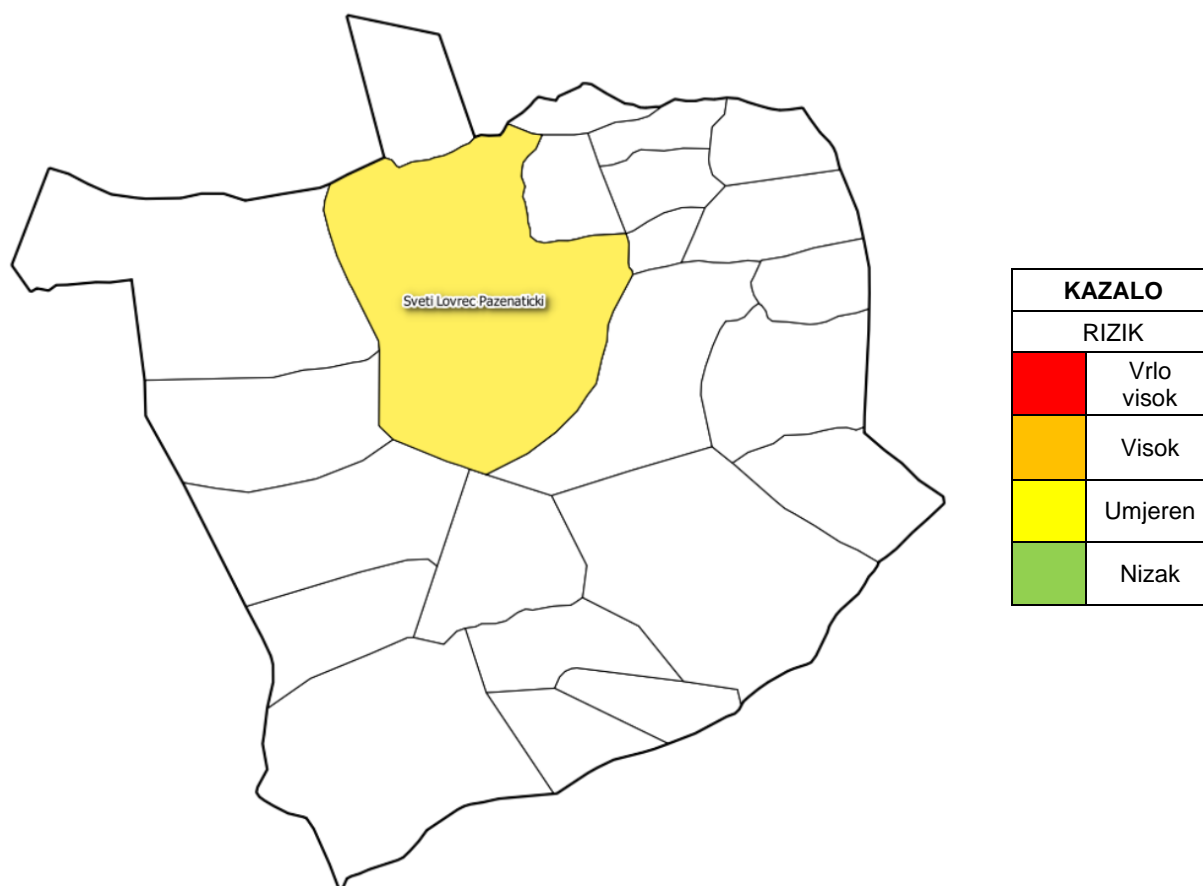 Sveti Lovrec Pazenaticki
KAZALO
RIZIK
Vrlo
visok
Visok
Umjeren
Nizak